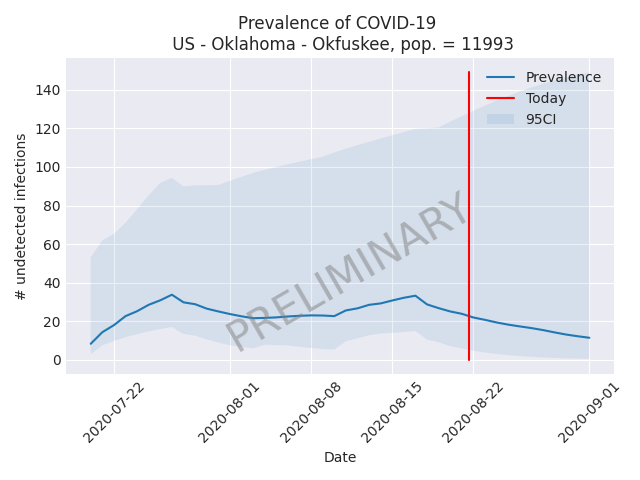 Prevalence of COVID-19
US - Oklahoma - Okfuskee, pop. = 11993
Prevalence
Today
95CI
140
120
100
80
60
40
20
0
# undetected infections
PRELIMINARY
2020-07-22
2020-08-01
2020-08-08
2020-08-15
2020-08-22
2020-09-01
Date